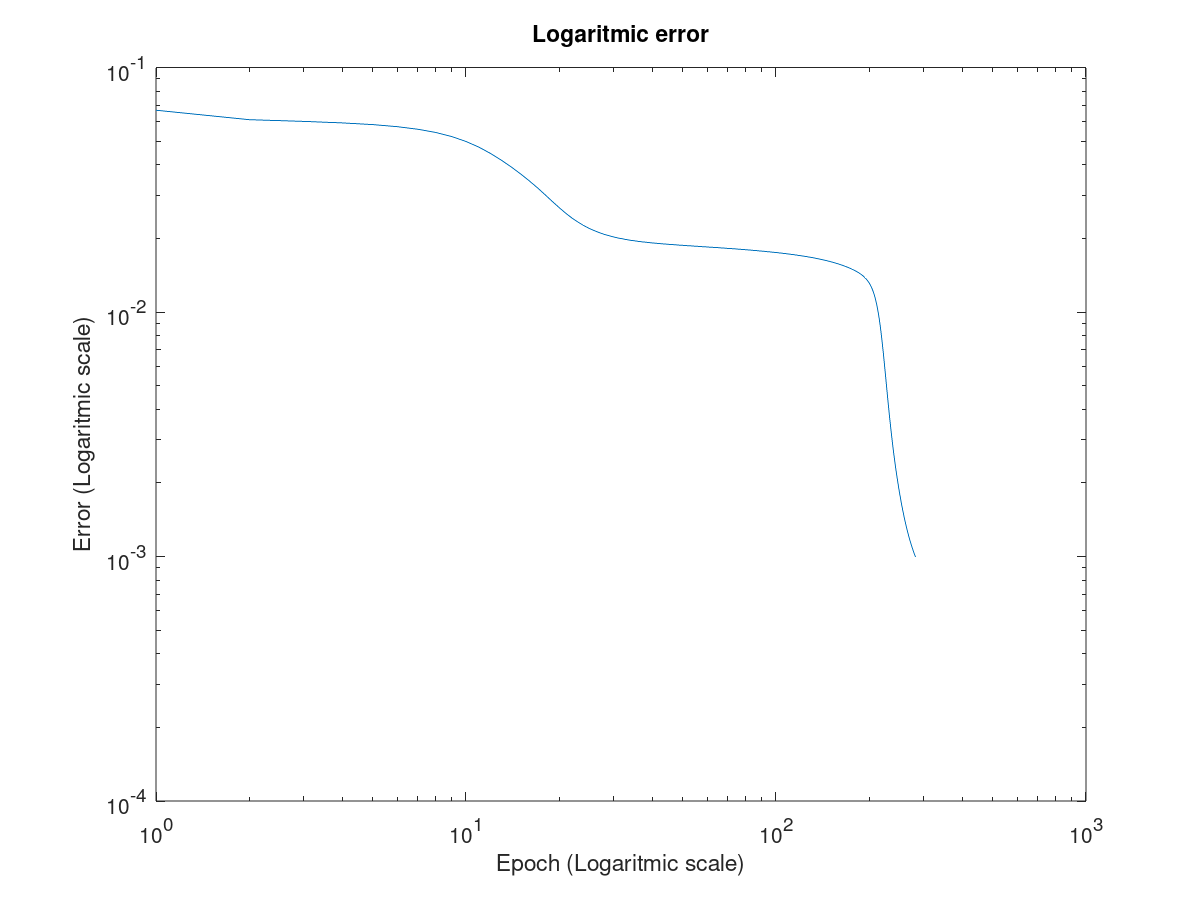 Logaritmic error
10^-1
10^-2
10^-3
10^-4
Error (Logaritmic scale)
10^0 10^1 10^2 10^3
Epoch (Logaritmic scale)